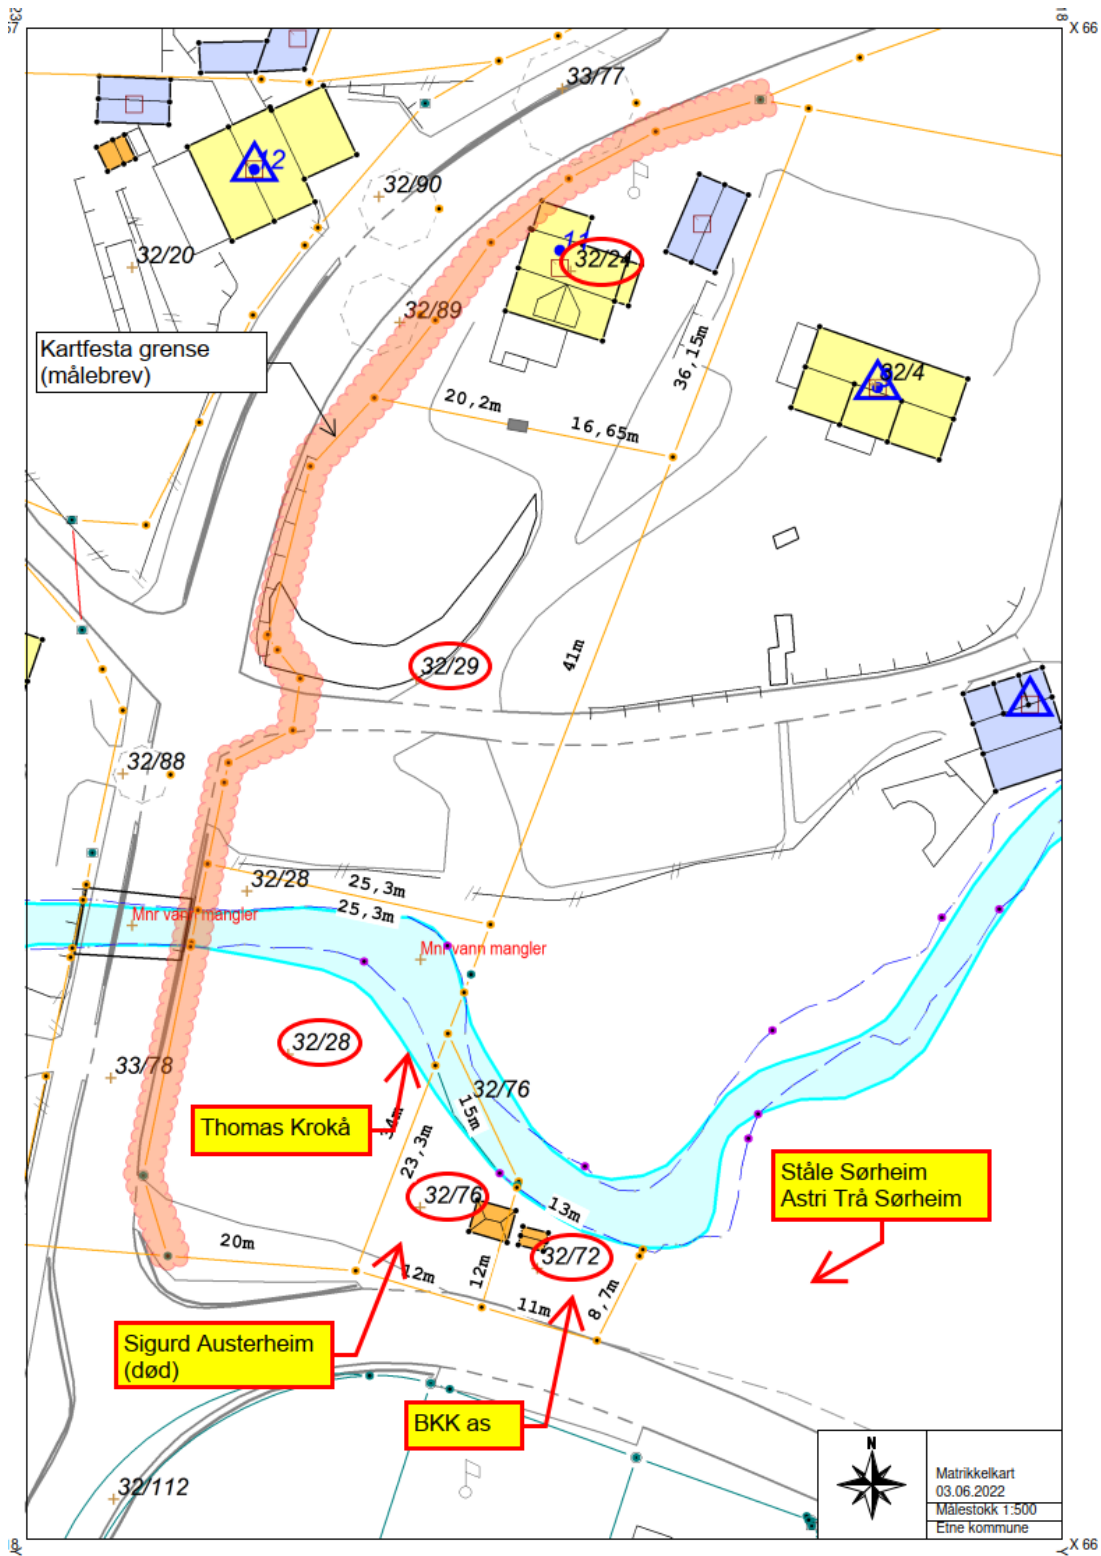 X 66
33/77
12
32/90
32/20
11
32/24
32/89
Kartfesta grense
(målebrev)
36,15m
32/4
20,2m
16,65m
41m
32/29
32/88
32/28
25,3m
25,3m
Mnr vann mangler
Mnr vann mangler
32/28
33/78
32/76
15m
Thomas Krokå
34m
23,3m
32/76
13m
Ståle Sørheim
Astri Trå Sørheim
20m
32/72
12m
12m
11m
8,7m
Sigurd Austerheim
(død)
BKK as
32/112
N
Matrikkelkart
03.06.2022
Målestokk 1:500
Etne kommune
X 66